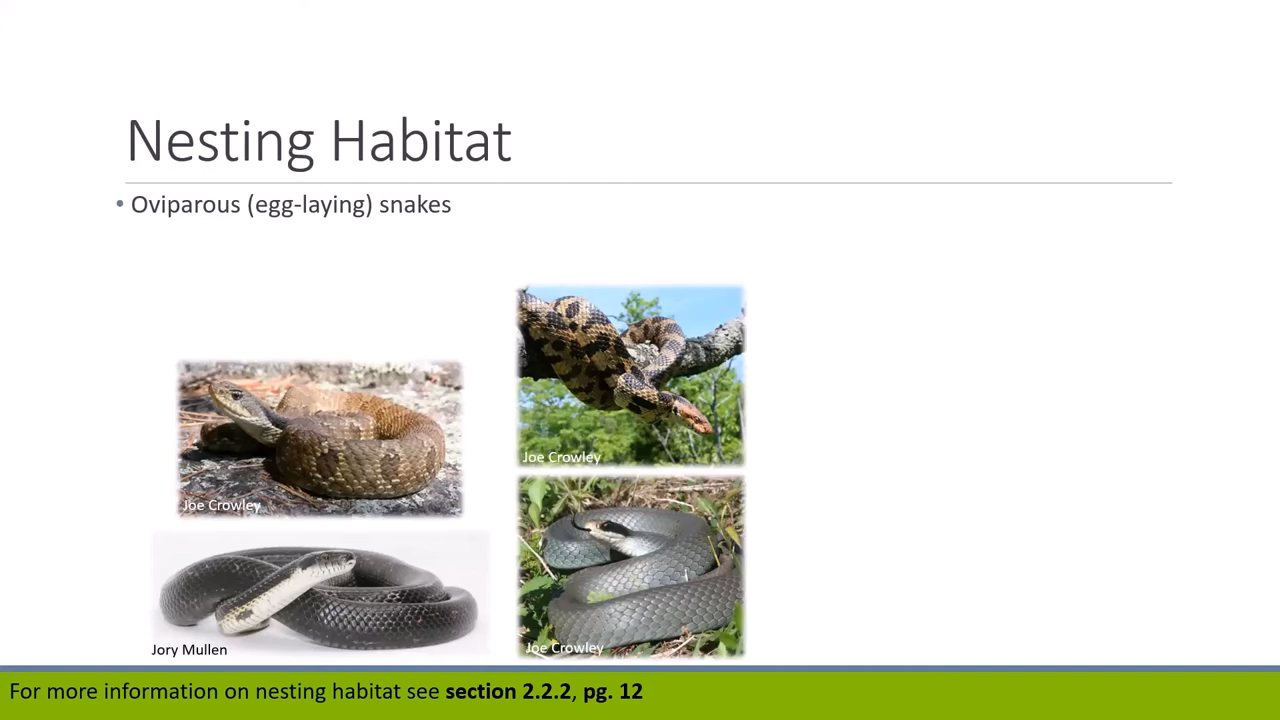 Nesting Habitat
• Oviparous (egg-laying) snakes
Joe Crowley
Joe Crowley
Jory Mullen
Joe Crowley
For more information on nesting habitat see section 2.2.2, pg. 12